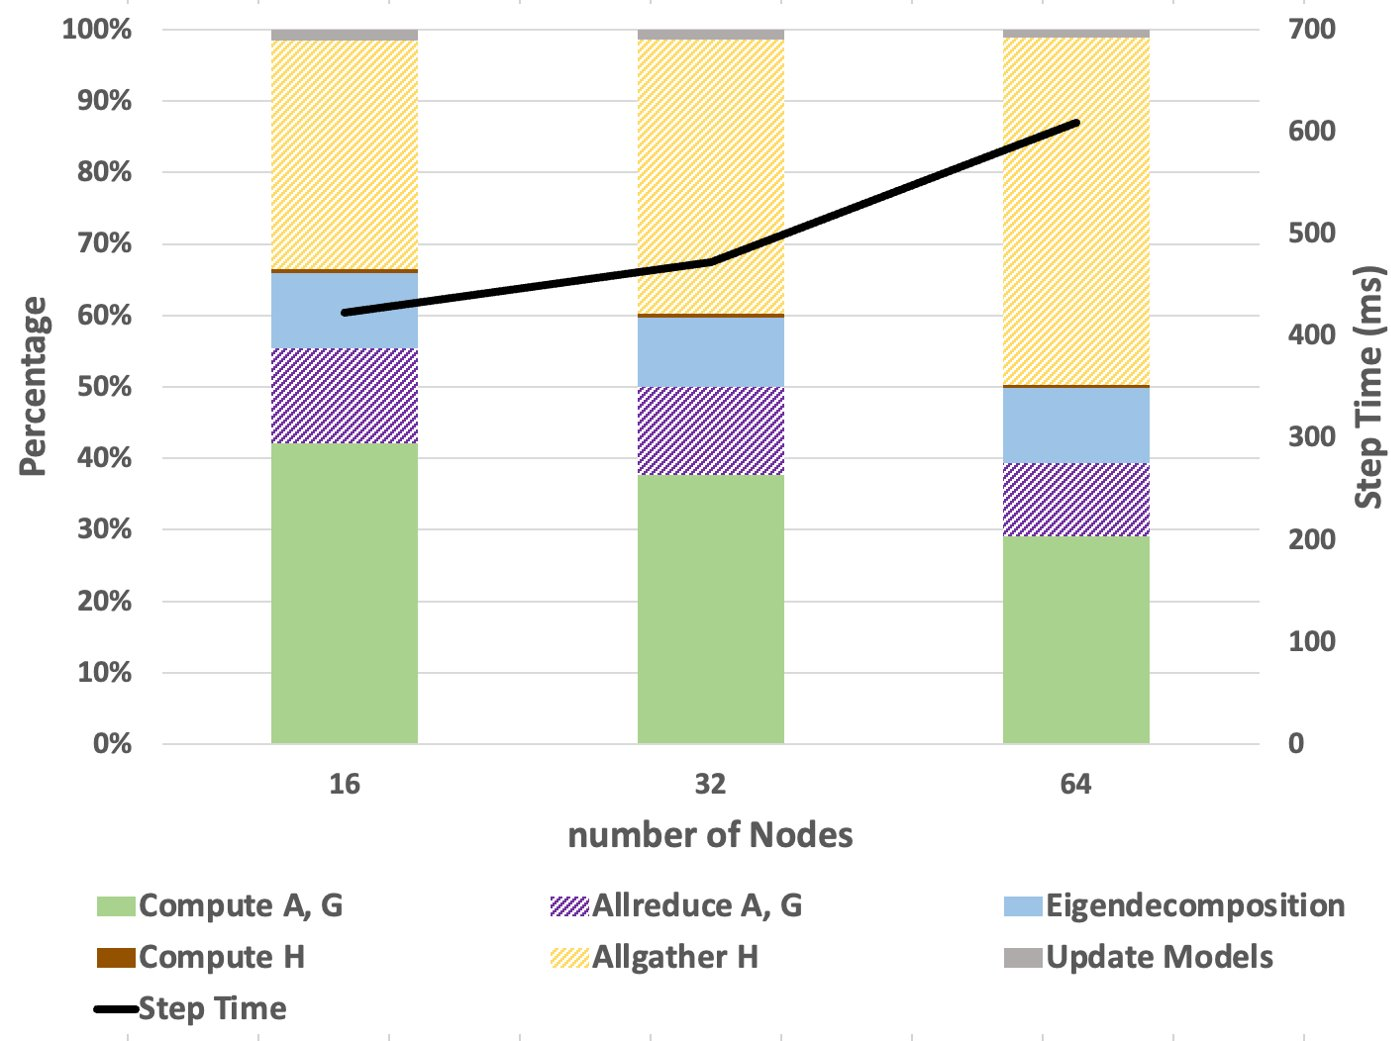 100%
90%
80%
70%
60%
50%
40%
30%
20%
10%
0%
Percentage
700
600
500
400
300
200
100
0
Step Time (ms)
16 32 64
number of Nodes
Compute A, G Allreduce A, G Eigendecomposition
Compute H Allgather H Update Models
Step Time